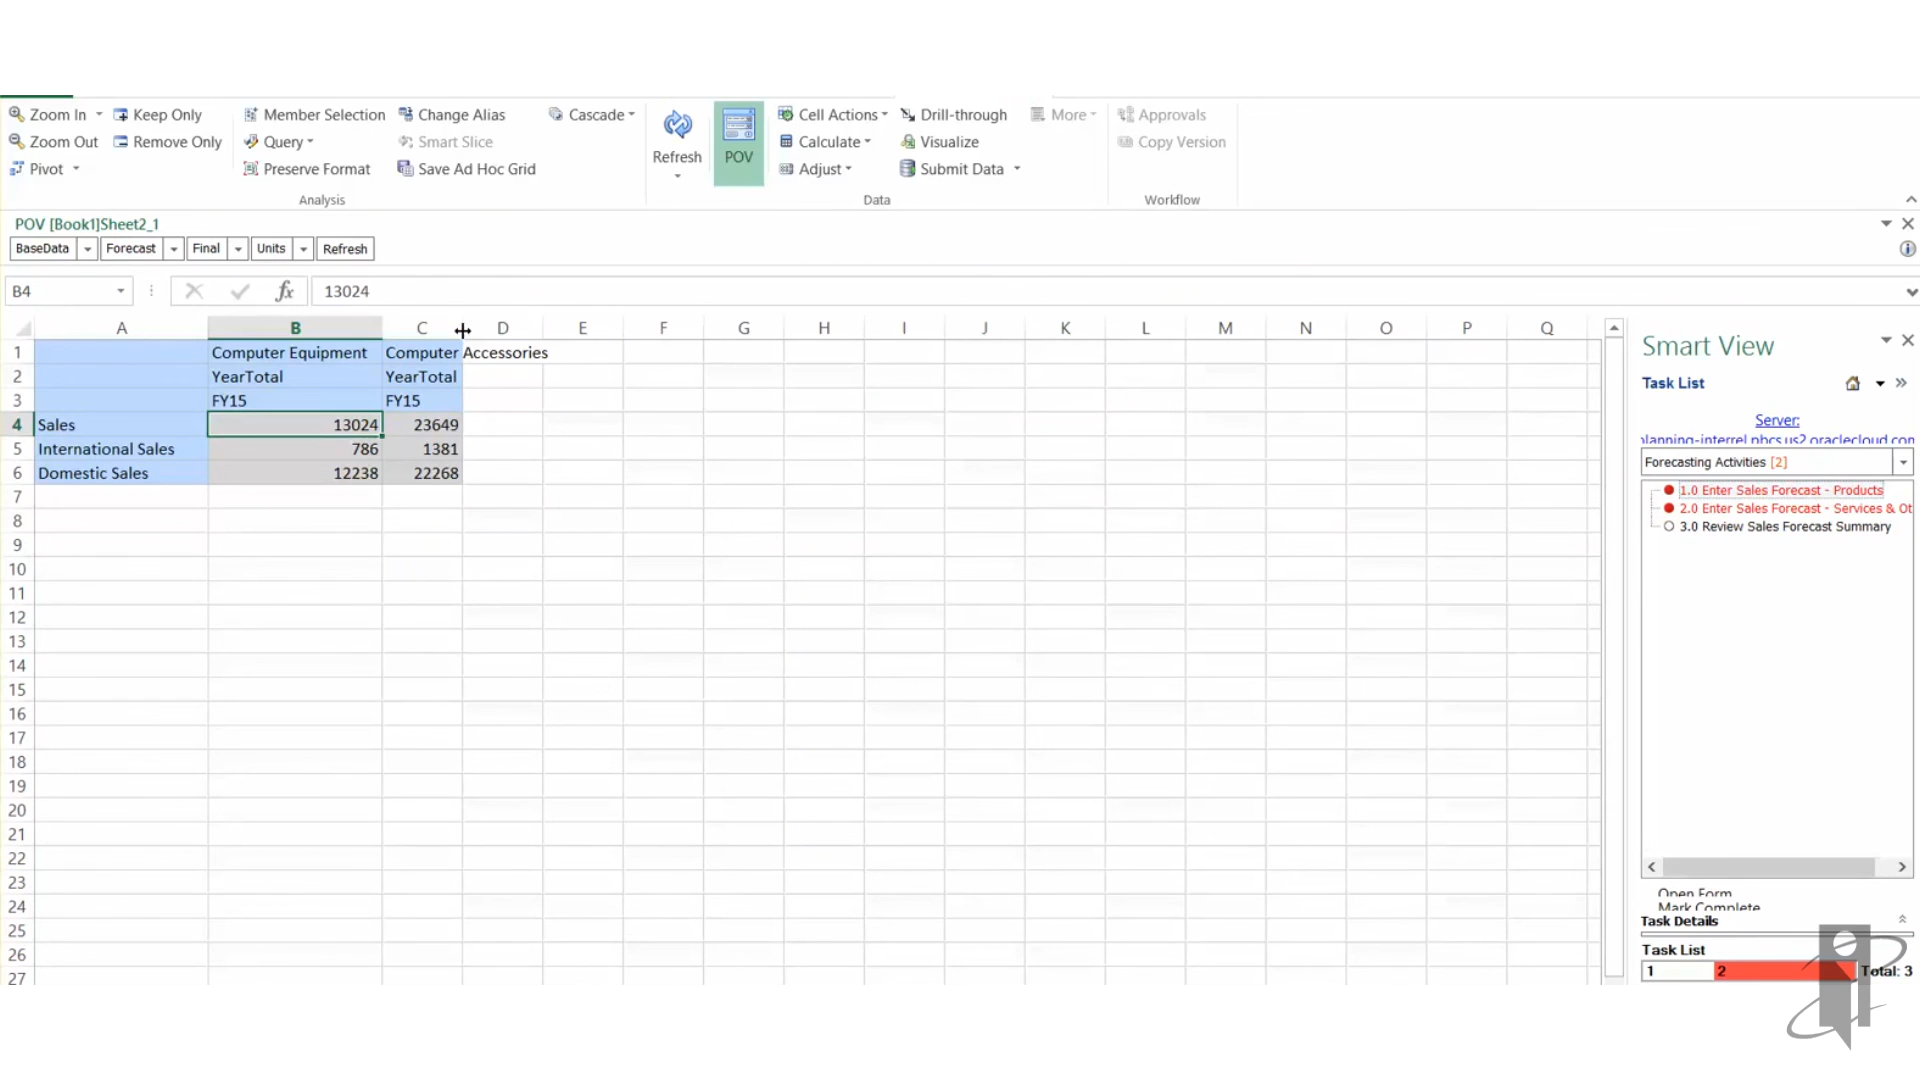 Zoom In Keep Only Member Selection Change Alias Cascade Cell Actions Drill-through More Approvals
Zoom Out Remove Only Query Smart Slice Refresh POV Calculate Visualize Copy Version
Pivot Preserve Format Save Ad Hoc Grid Adjust Submit Data
Analysis Data Workflow
POV [Book1]Sheet2_1
BaseData Forecast Final Units Refresh
B4 fx 13024
A B C D E F G H I J K L M N O P Q
1 Computer Equipment Computer Accessories
2 YearTotal YearTotal
3 FY15 FY15
4 Sales 13024 23649
5 International Sales 786 1381
6 Domestic Sales 12238 22268
7
8
9
10
11
12
13
14
15
16
17
18
19
20
21
22
23
24
25
26
27
Smart View
Task List
Server:
planning-interrel.pbcs.us2.oraclecloud.con
Forecasting Activities [2]
1.0 Enter Sales Forecast - Products
2.0 Enter Sales Forecast - Services & Ot
3.0 Review Sales Forecast Summary
Open Form
Mark Complete
Task Details
Task List
1 2 Total: 3